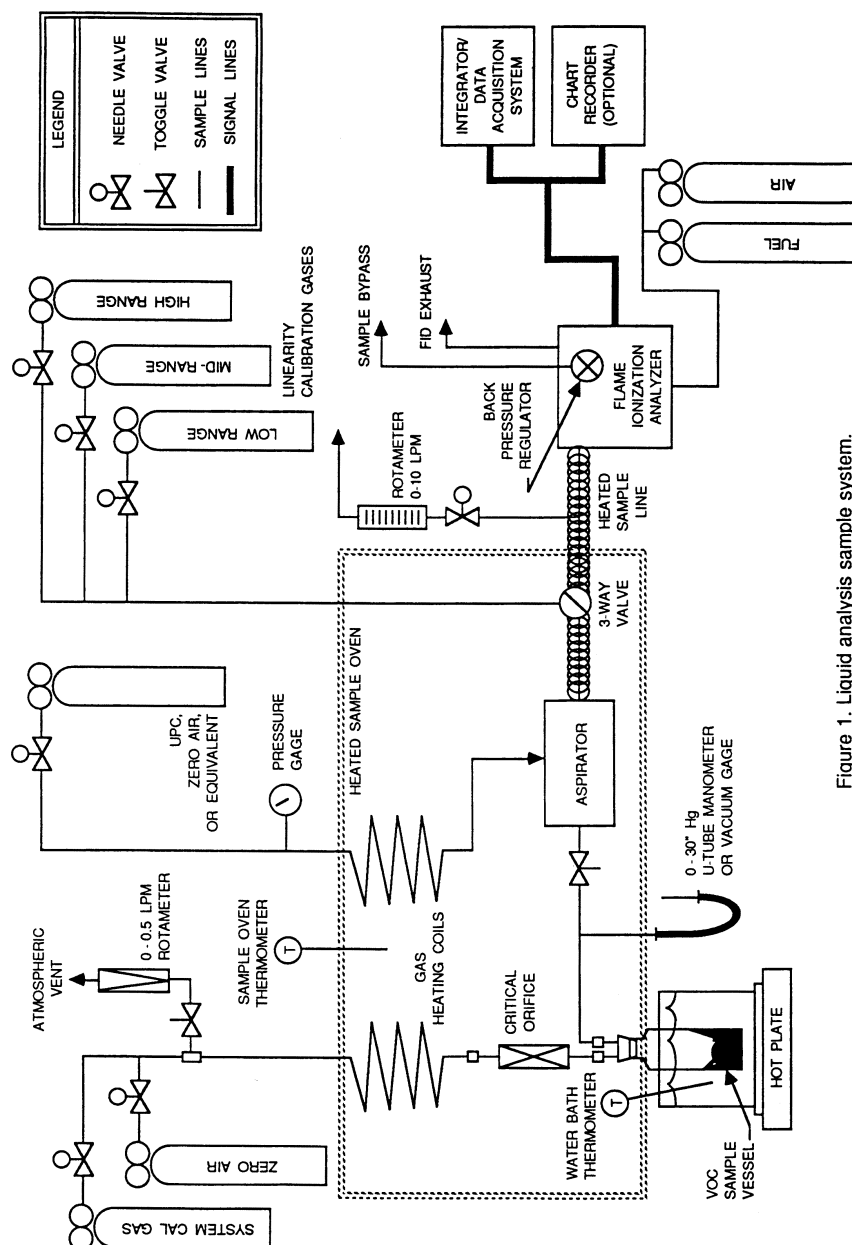 LEGEND
NEEDLE VALVE
TOGGLE VALVE
SAMPLE LINES
SIGNAL LINES
HIGH RANGE
MID-RANGE
LOW RANGE
LINEARITY
CALIBRATION GASES
UPC,
ZERO AIR,
OR EQUIVALENT
PRESSURE
GAGE
ATMOSPHERIC
VENT
0 - 0.5 LPM
ROTAMETER
SYSTEM CAL GAS
ZERO AIR
SAMPLE OVEN
THERMOMETER
T
HEATED SAMPLE OVEN
GAS
HEATING COILS
CRITICAL
ORIFICE
WATER BATH
THERMOMETER
T
VOC
SAMPLE
VESSEL
HOT PLATE
0 - 30" Hg
U-TUBE MANOMETER
OR VACUUM GAGE
ASPIRATOR
3-WAY
VALVE
HEATED
SAMPLE
LINE
ROTAMETER
0-10 LPM
BACK
PRESSURE
REGULATOR
SAMPLE BYPASS
FID EXHAUST
FLAME
IONIZATION
ANALYZER
INTEGRATOR/
DATA
ACQUISITION
SYSTEM
CHART
RECORDER
(OPTIONAL)
FUEL
AIR
Figure 1. Liquid analysis sample system.